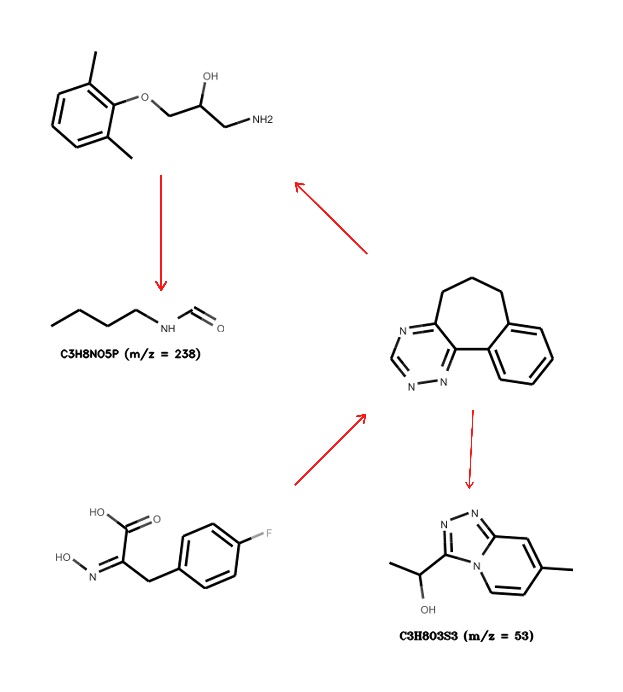 OH
O
NH2
NH
O
C3H8NO5P (m/z = 238)
N
N
N
HO
O
F
HO
N
N
N
N
OH
C3H8O3S3 (m/z = 53)